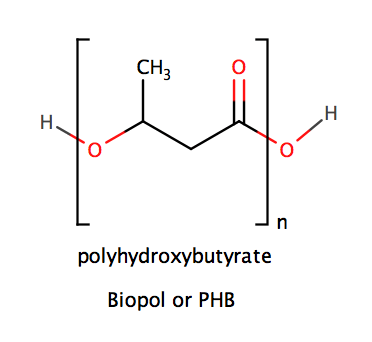 CH3
O
H
H
O
O
n
polyhydroxybutyrate
Biopol or PHB